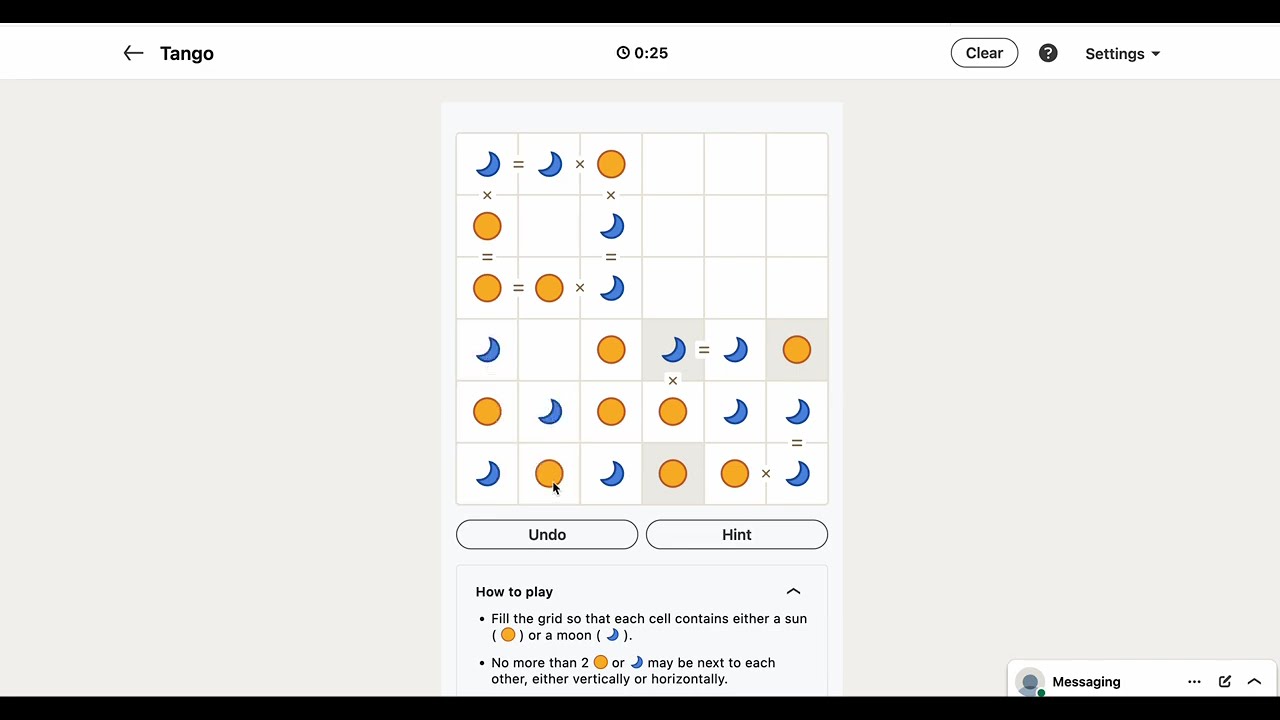 Tango
0:25
Clear
?
Settings
= ×
× ×
= =
= ×
=
×
=
×
Undo
Hint
How to play
• Fill the grid so that each cell contains either a sun
( ) or a moon ( ).
• No more than 2 or may be next to each
other, either vertically or horizontally.
Messaging